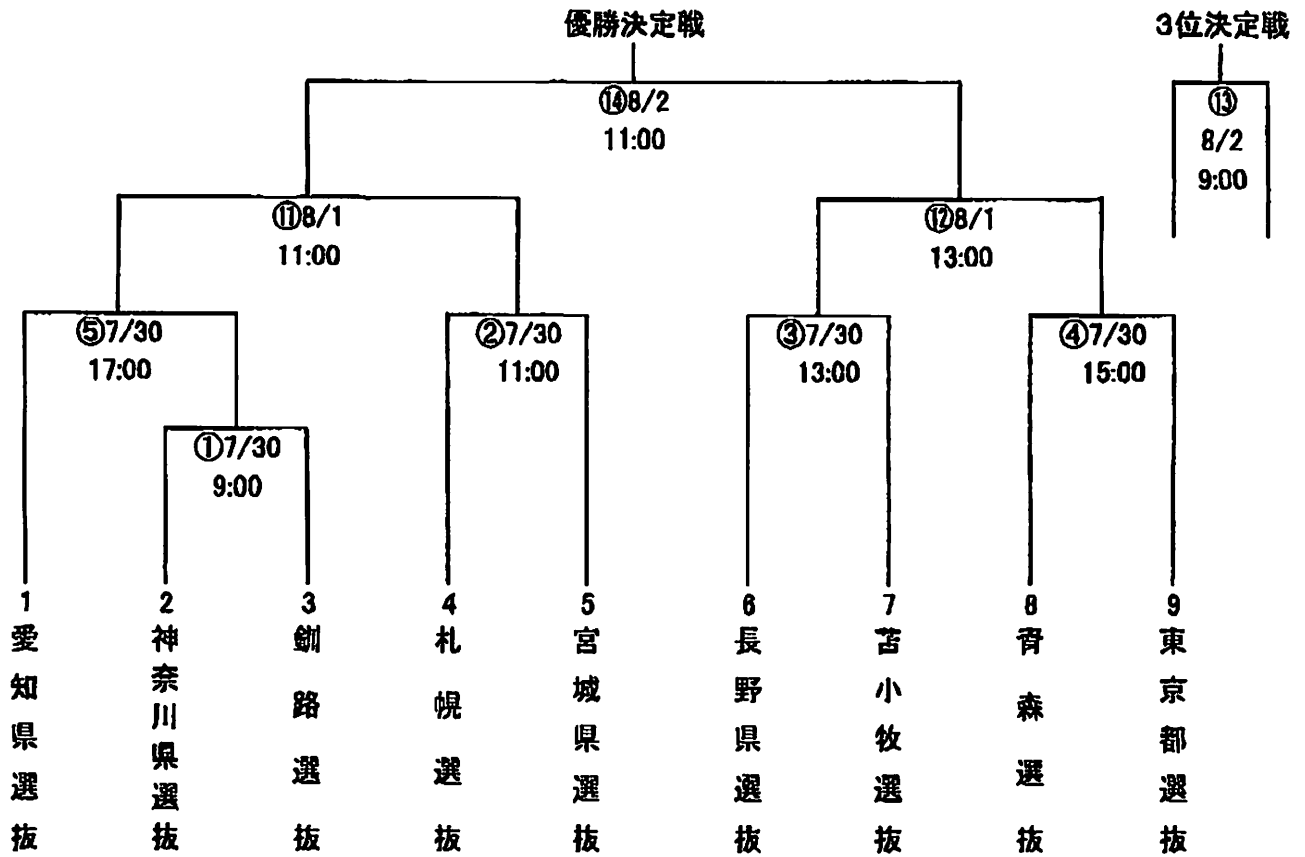 優勝決定戦
3位決定戦
⑭8/2
11:00
⑬
8/2
9:00
⑪8/1
11:00
⑫8/1
13:00
⑤7/30
17:00
②7/30
11:00
③7/30
13:00
④7/30
15:00
①7/30
9:00
1
愛知県選抜
2
神奈川県選抜
3
釧路選抜
4
札幌選抜
5
宮城県選抜
6
長野県選抜
7
苫小牧選抜
8
青森選抜
9
東京都選抜